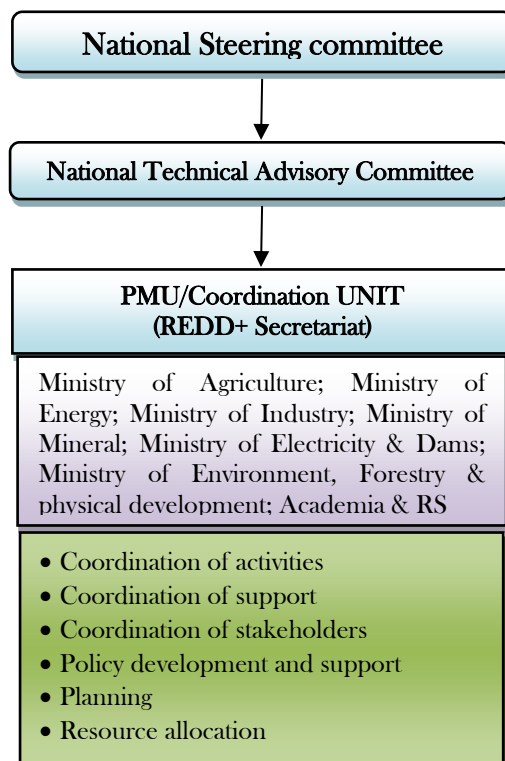 National Steering committee
National Technical Advisory Committee
PMU/Coordination UNIT
(REDD+ Secretariat)
Ministry of Agriculture; Ministry of
Energy; Ministry of Industry; Ministry of
Mineral; Ministry of Electricity & Dams;
Ministry of Environment, Forestry &
physical development; Academia & RS
• Coordination of activities
• Coordination of support
• Coordination of stakeholders
• Policy development and support
• Planning
• Resource allocation